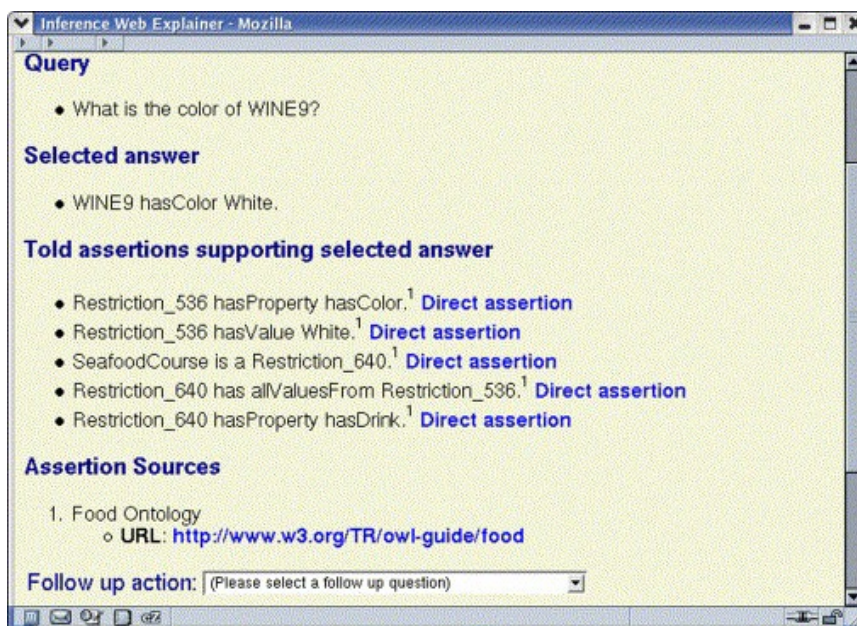 Inference Web Explainer - Mozilla
Query
What is the color of WINE9?
Selected answer
WINE9 hasColor White.
Told assertions supporting selected answer
Restriction_536 hasProperty hasColor.1 Direct assertion
Restriction_536 hasValue White.1 Direct assertion
SeafoodCourse is a Restriction_640.1 Direct assertion
Restriction_640 has allValuesFrom Restriction_536.1 Direct assertion
Restriction_640 hasProperty hasDrink.1 Direct assertion
Assertion Sources
1. Food Ontology
URL: http://www.w3.org/TR/owl-guide/food
Follow up action: (Please select a follow up question)